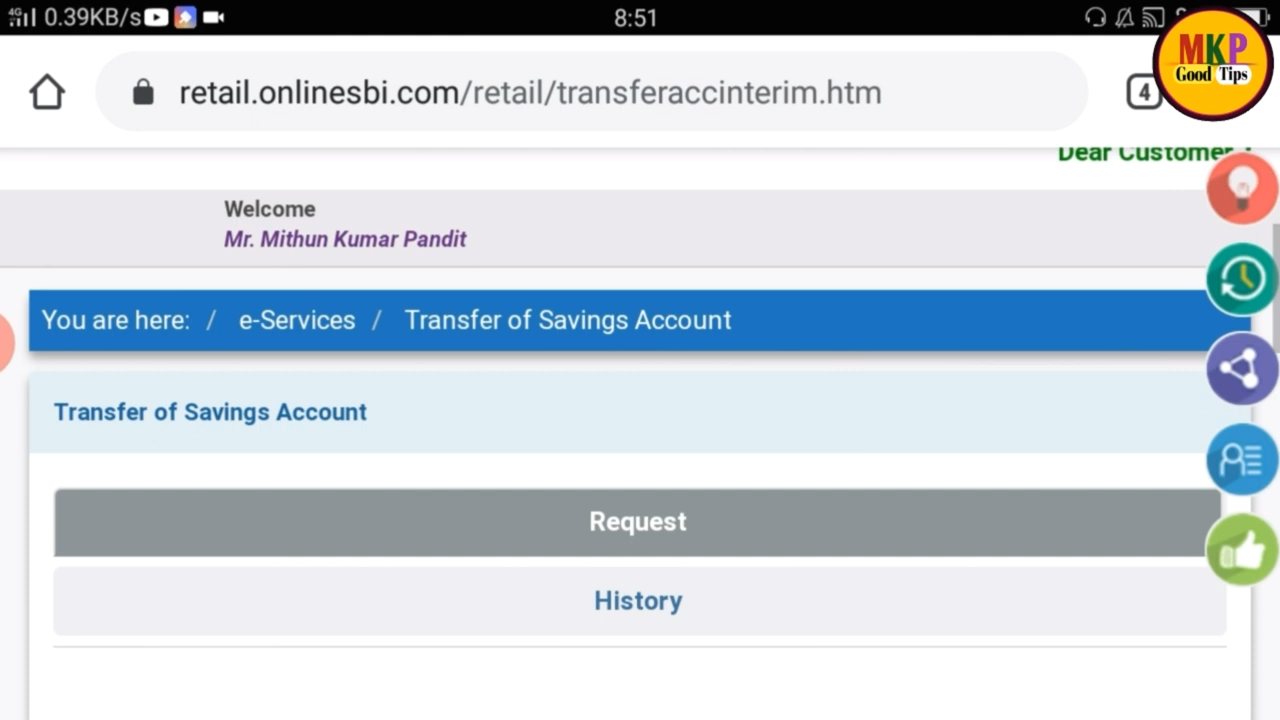 4G 0.39KB/s 8:51
MKP
Good Tips
retail.onlinesbi.com/retail/transferaccinterim.htm 4
Dear Customer
Welcome
Mr. Mithun Kumar Pandit
You are here: / e-Services / Transfer of Savings Account
Transfer of Savings Account
Request
History